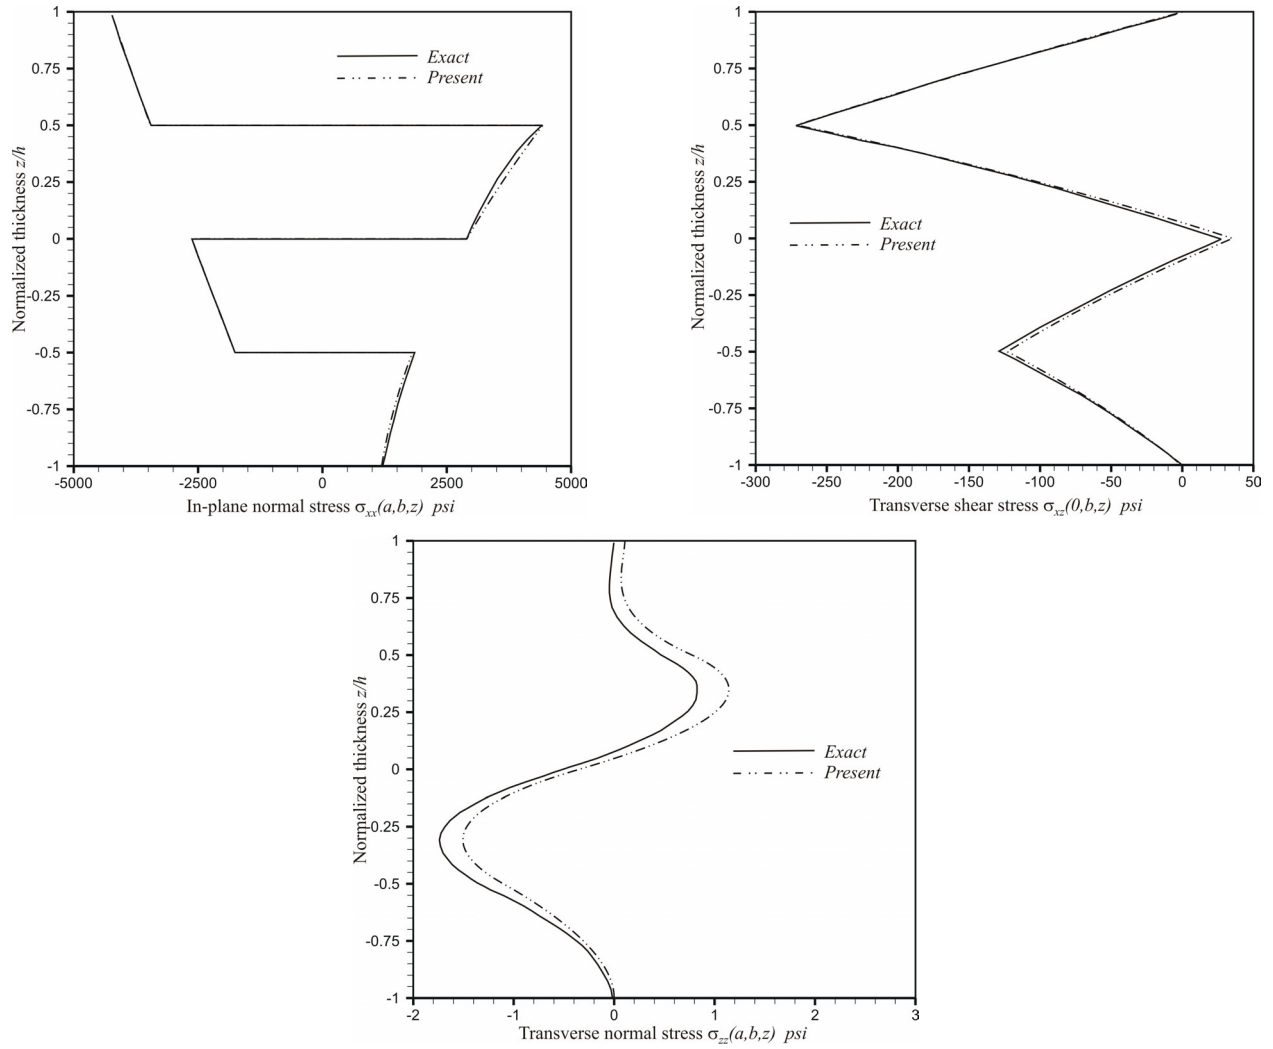 1
0.75
0.5
0.25
0
-0.25
-0.5
-0.75
-1
Normalized thickness z/h
Exact
Present
-5000 -2500 0 2500 5000
In-plane normal stress σxx(a,b,z) psi
1
0.75
0.5
0.25
0
-0.25
-0.5
-0.75
-1
Normalized thickness z/h
Exact
Present
-300 -250 -200 -150 -100 -50 0 50
Transverse shear stress σxz(0,b,z) psi
1
0.75
0.5
0.25
0
-0.25
-0.5
-0.75
-1
Normalized thickness z/h
Exact
Present
-2 -1 0 1 2 3
Transverse normal stress σzz(a,b,z) psi